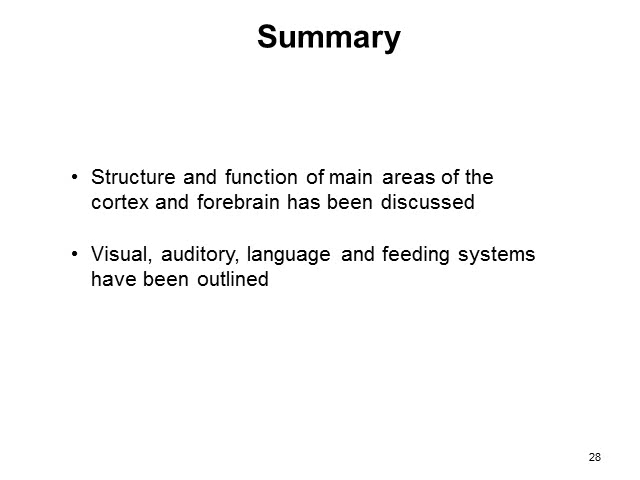 Summary
• Structure and function of main areas of the
cortex and forebrain has been discussed
• Visual, auditory, language and feeding systems
have been outlined
28